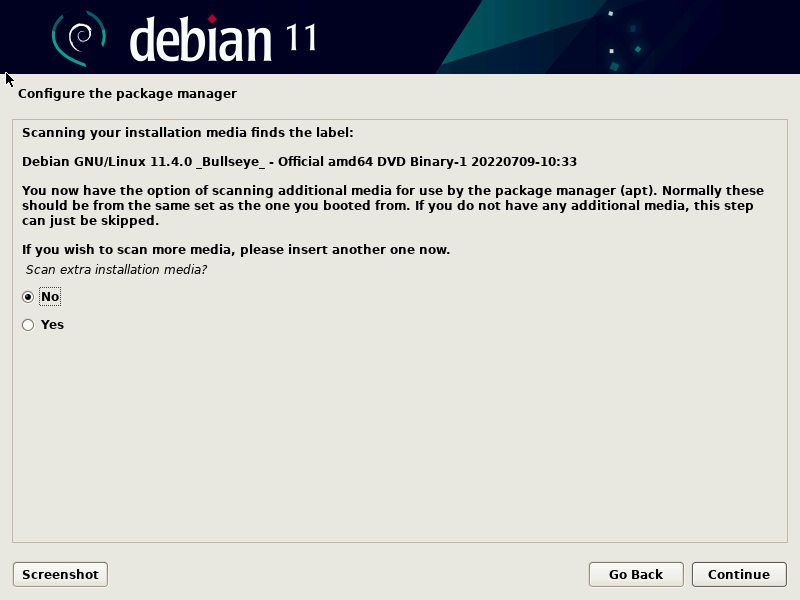 debian 11
Configure the package manager
Scanning your installation media finds the label:
Debian GNU/Linux 11.4.0 _Bullseye_ - Official amd64 DVD Binary-1 20220709-10:33
You now have the option of scanning additional media for use by the package manager (apt). Normally these
should be from the same set as the one you booted from. If you do not have any additional media, this step
can just be skipped.
If you wish to scan more media, please insert another one now.
Scan extra installation media?
No
Yes
Screenshot
Go Back
Continue